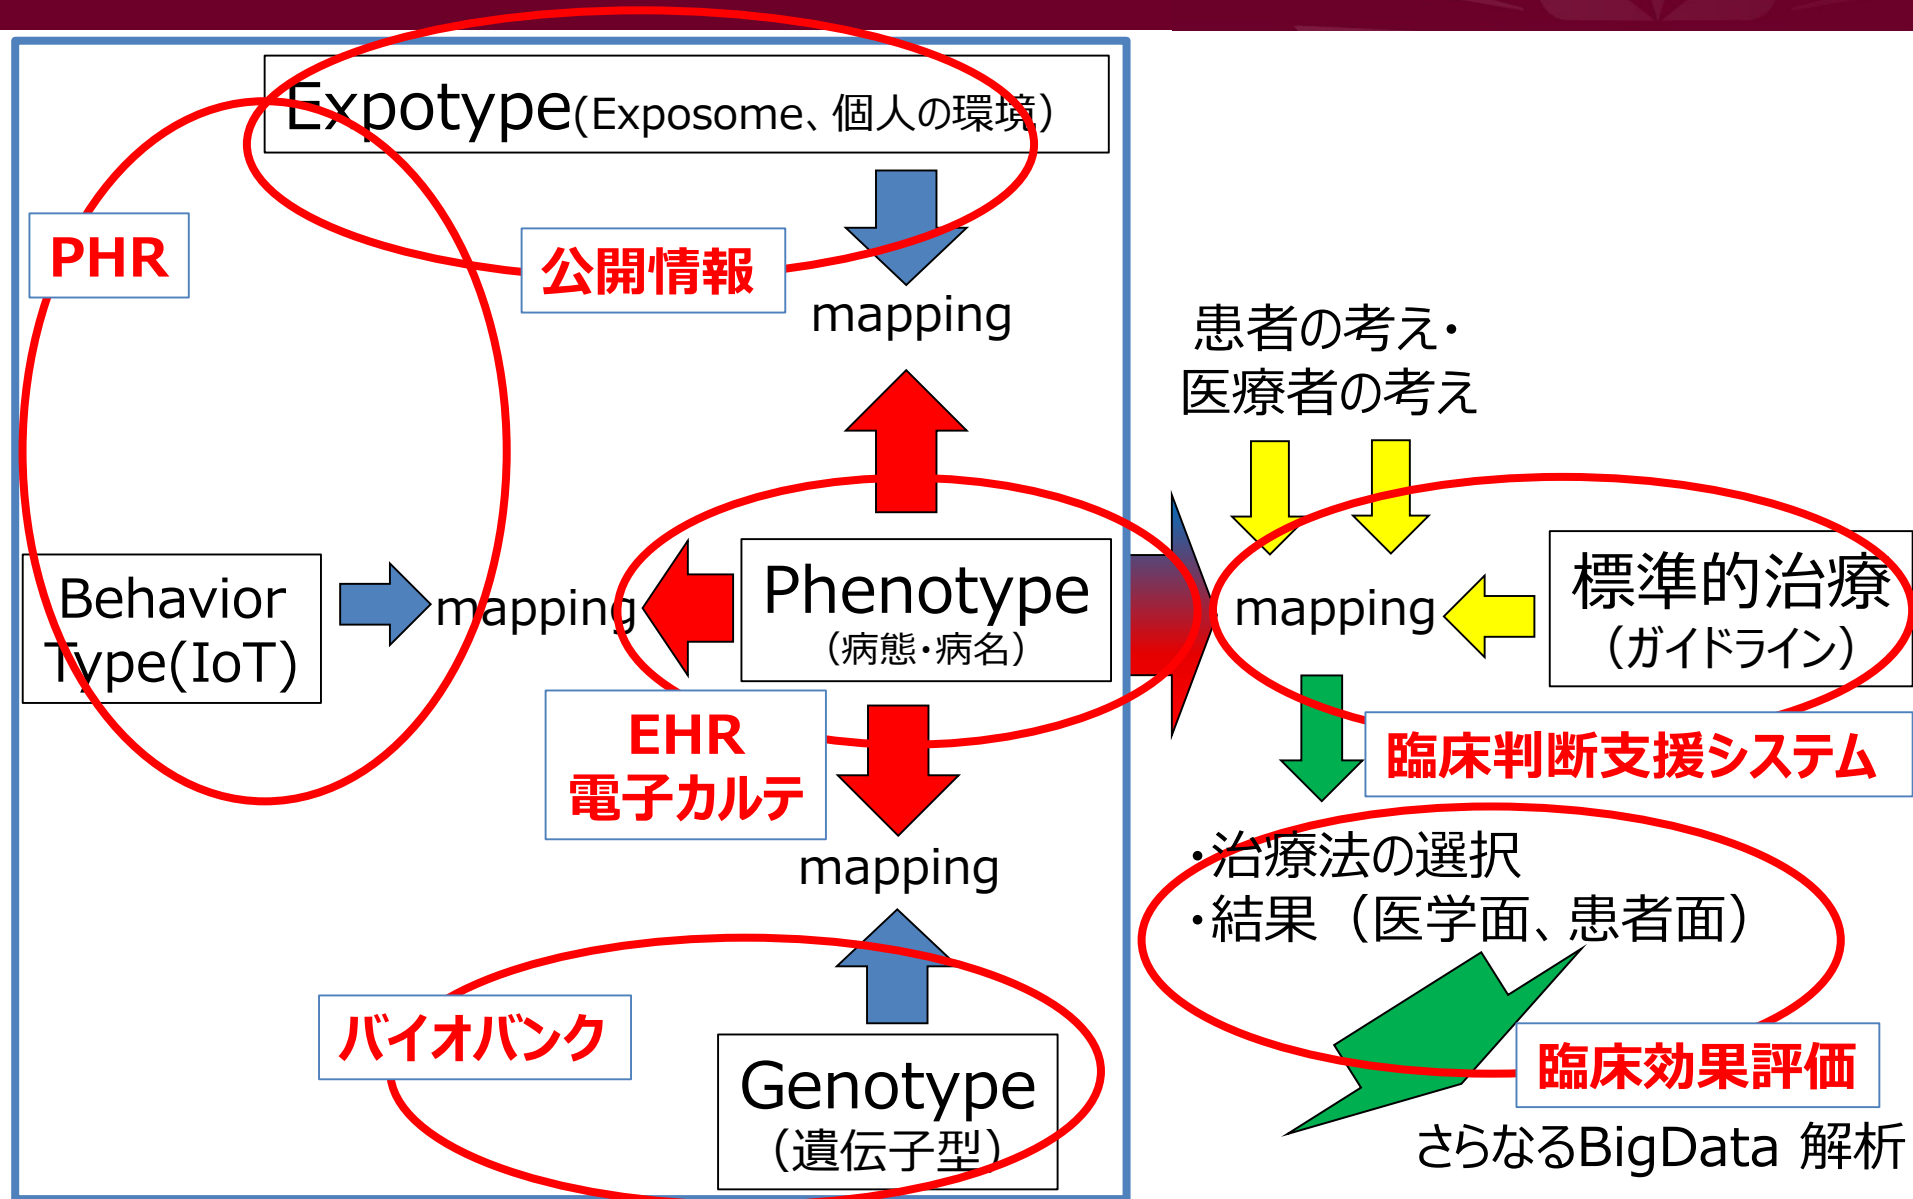 Expotype(Exposome、個人の環境)
PHR
公開情報
mapping
Behavior
Type(IoT)
mapping
Phenotype
(病態・病名)
EHR
電子カルテ
mapping
バイオバンク
Genotype
(遺伝子型)
患者の考え・
医療者の考え
mapping
標準的治療
(ガイドライン)
臨床判断支援システム
・治療法の選択
・結果(医学面、患者面)
臨床効果評価
さらなるBigData 解析